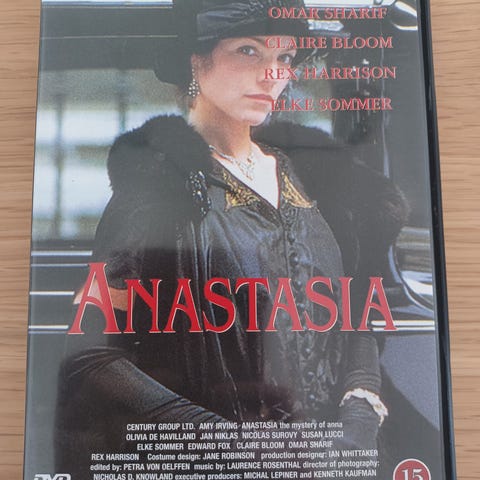 OMAR SHARIF
CLAIRE BLOOM
REX HARRISON
ELKE SOMMER
ANASTASIA
CENTURY GROUP LTD. AMY IRVING · ANASTASIA the mystery of anna
OLIVIA DE HAVILLAND JAN NIKLAS NICOLAS SUROVY SUSAN LUCCI
ELKE SOMMER EDWARD FOX CLAIRE BLOOM OMAR SHARIF
REX HARRISON Costume design: JANE ROBINSON production designer: IAN WHITTAKER
edited by: PETRA VON OELFFEN music by: LAURENCE ROSENTHAL director of photography:
NICHOLAS D. KNOWLAND executive producers: MICHAL LEPINER and KENNETH KAUFMAN
DVD
15